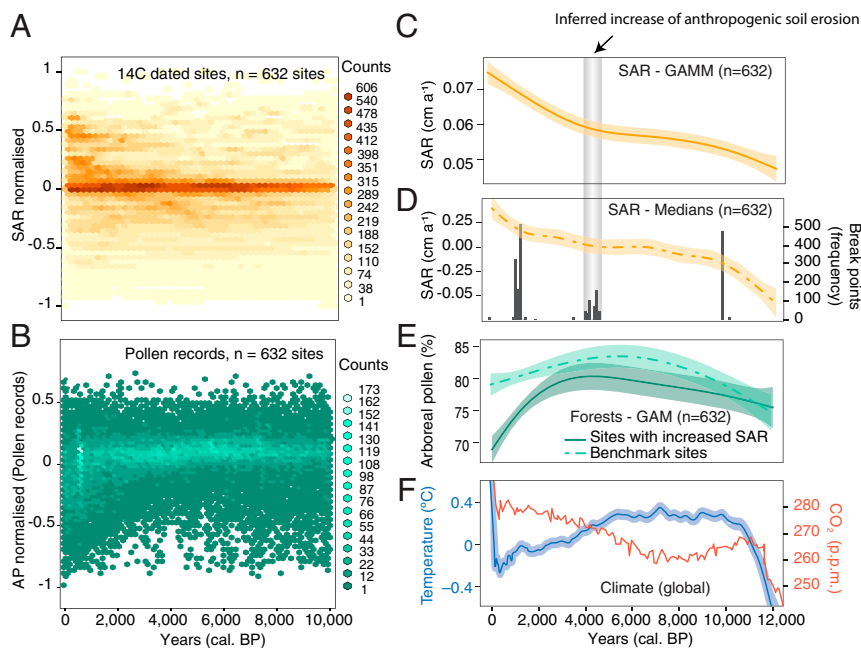 Inferred increase of anthropogenic soil erosion
A
14C dated sites, n = 632 sites
SAR normalised
1
0.5
0
-0.5
-1
Counts
606
540
478
435
412
398
351
315
289
242
219
188
152
110
74
38
1
B
Pollen records, n = 632 sites
AP normalised (Pollen records)
0.5
0
-0.5
-1
0 2,000 4,000 6,000 8,000 10,000
Years (cal. BP)
Counts
173
162
152
141
130
119
108
98
87
76
66
55
44
33
22
12
1
C
SAR - GAMM (n=632)
SAR (cm a⁻¹)
0.07
0.06
0.05
D
SAR - Medians (n=632)
SAR (cm a⁻¹)
0.25
0.00
-0.25
-0.05
Break points
(frequency)
500
400
300
200
100
0
E
Arboreal pollen (%)
85
80
75
70
Forests - GAM (n=632)
Sites with increased SAR
Benchmark sites
F
Temperature (°C)
0.4
0
−0.4
Climate (global)
CO₂ (p.p.m.)
280
270
260
250
0 2,000 4,000 6,000 8,000 10,000 12,000
Years (cal. BP)